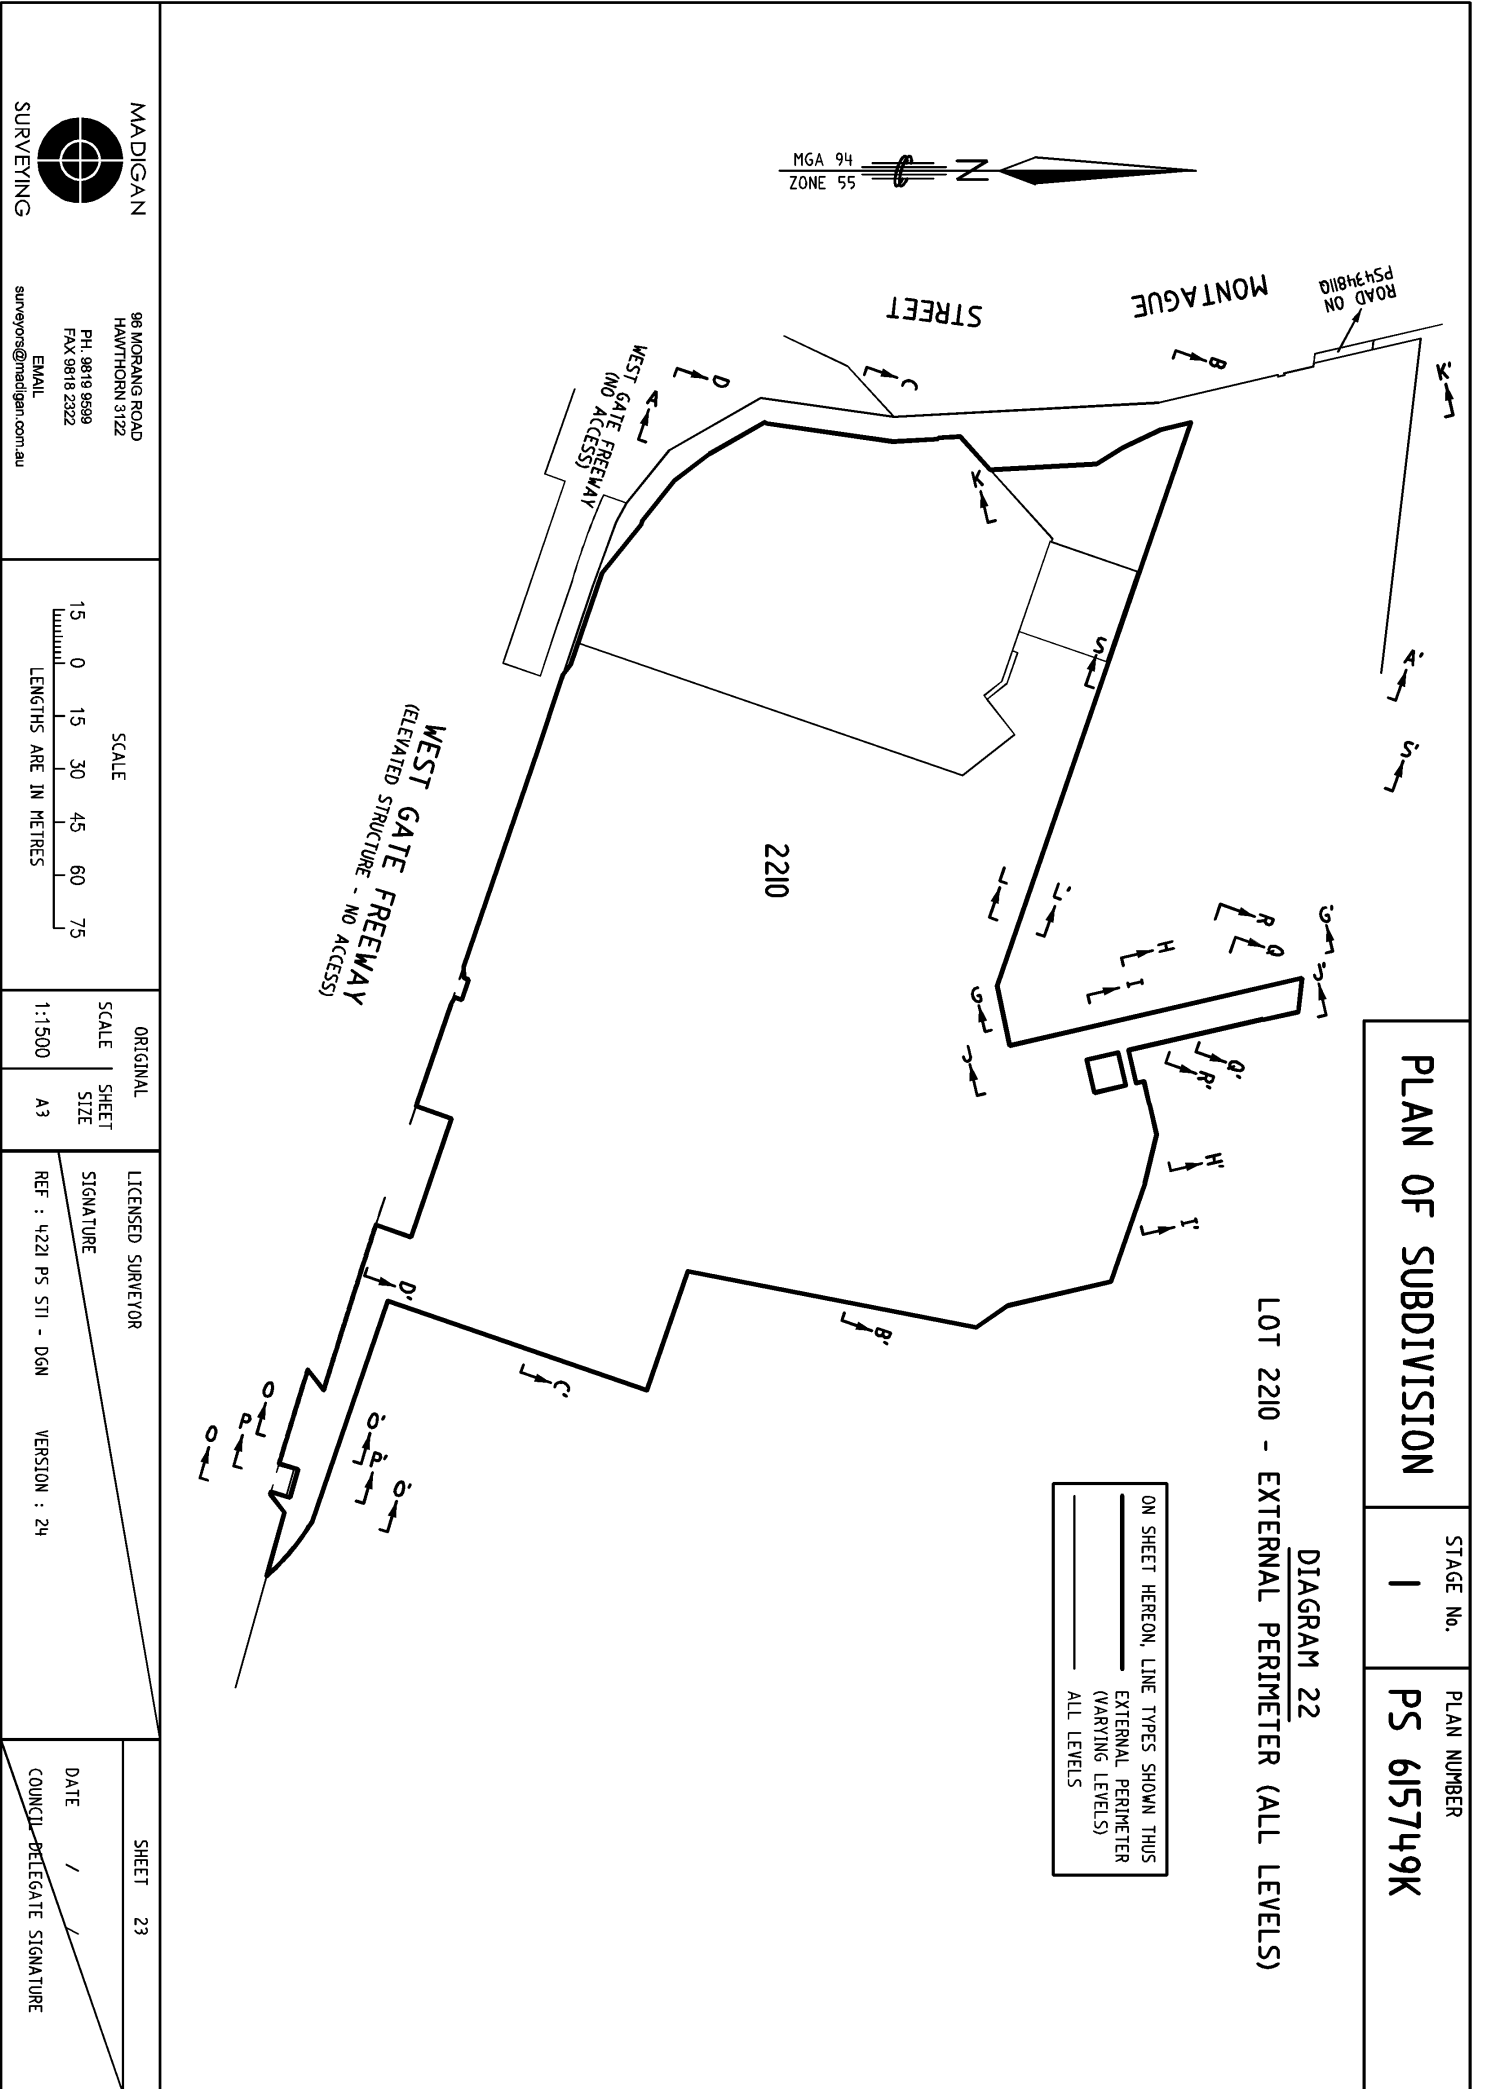 PLAN OF SUBDIVISION
STAGE No.
1
PLAN NUMBER
PS 615749K
DIAGRAM 22
LOT 2210 - EXTERNAL PERIMETER (ALL LEVELS)
ON SHEET HEREON, LINE TYPES SHOWN THUS
EXTERNAL PERIMETER
(VARYING LEVELS)
ALL LEVELS
MGA 94
ZONE 55
N
ROAD ON
PS434811Q
MONTAGUE
STREET
K'
A'
S'
B
C
D
A
K
S
L
L'
R
Q
G'
J'
H
I
G
J
Q'
R'
H'
I'
B'
C'
D'
O
P
O
O'
P'
O'
2210
WEST GATE FREEWAY
(NO ACCESS)
WEST GATE FREEWAY
(ELEVATED STRUCTURE - NO ACCESS)
MADIGAN
SURVEYING
96 MORANG ROAD
HAWTHORN 3122
PH. 9819 9599
FAX 9818 2322
EMAIL
surveyors@madigan.com.au
SCALE
15 0 15 30 45 60 75
LENGTHS ARE IN METRES
ORIGINAL
SCALE
SHEET
SIZE
1:1500
A3
LICENSED SURVEYOR
SIGNATURE
REF : 4221 PS ST1 - DGN VERSION : 24
SHEET 23
DATE / /
COUNCIL DELEGATE SIGNATURE